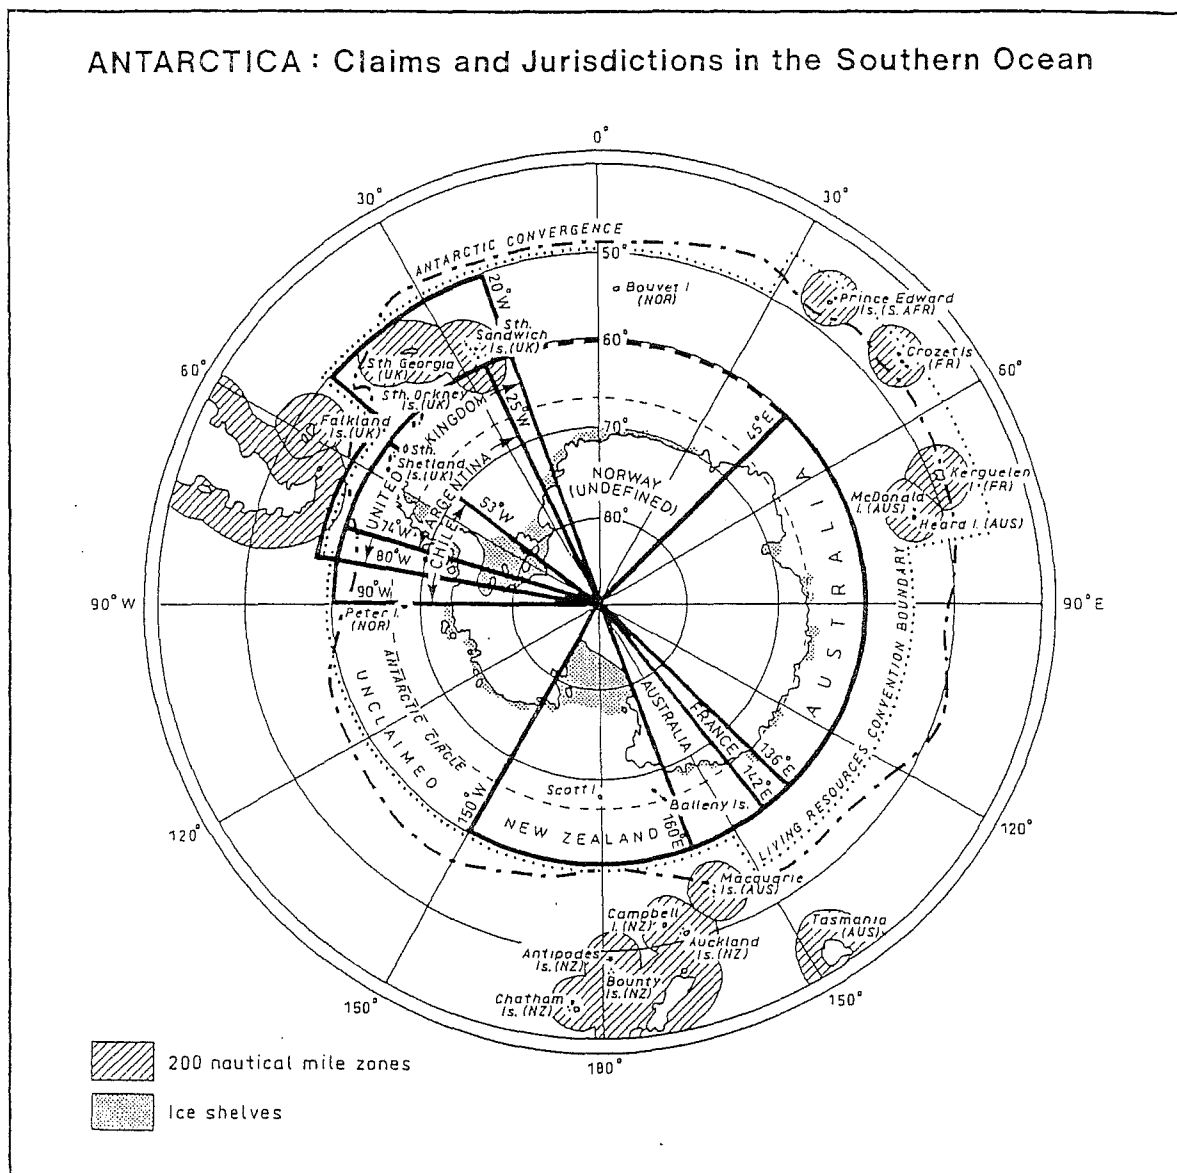 ANTARCTICA : Claims and Jurisdictions in the Southern Ocean
0°
30°
30°
ANTARCTIC CONVERGENCE
50°
20°W
Bouvet I
(NOR)
Prince Edward
Is. (S. AFR)
Sth.
Sandwich
Is.(UK)
60°
Crozet Is
(FR)
Sth Georgia
(UK)
60°
60°
Sth. Orkney
Is.(UK)
25°W
Falkland
Is.(UK)
45°E
70°
Sth.
Shetland
Is.(UK)
UNITED KINGDOM
ARGENTINA
CHILE
NORWAY
(UNDEFINED)
Kerguelen
I. (FR)
McDonald
I. (AUS)
Heard I. (AUS)
53°W
80°
74°W
80°W
90°W
90°W
90°E
Peter I.
(NOR)
AUSTRALIA
LIVING RESOURCES CONVENTION BOUNDARY
ANTARCTIC CIRCLE
UNCLAIMED
AUSTRALIA
FRANCE
136°E
142°E
150°W
Scott I.
Balleny Is.
160°E
NEW ZEALAND
120°
120°
Macquarie
Is.(AUS)
Campbell
I. (NZ)
Tasmania
(AUS)
Auckland
Is.(NZ)
Antipodes
Is.(NZ)
Bounty
Is.(NZ)
Chatham
Is.(NZ)
150°
150°
180°
200 nautical mile zones
Ice shelves